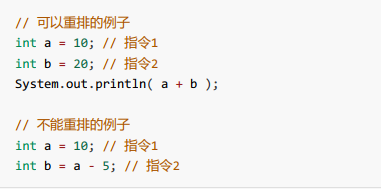 // 可以重排的例子
int a = 10; // 指令1
int b = 20; // 指令2
System.out.println( a + b );
// 不能重排的例子
int a = 10; // 指令1
int b = a - 5; // 指令2